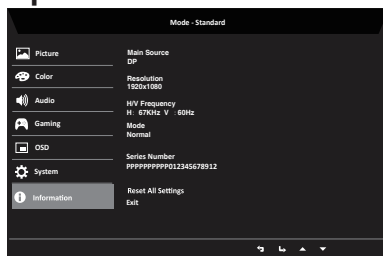 Mode - Standard
Picture
Color
Audio
Gaming
OSD
System
Information
Main Source
DP
Resolution
1920x1080
H/V Frequency
H: 67KHz V :60Hz
Mode
Normal
Series Number
PPPPPPPPPP012345678912
Reset All Settings
Exit